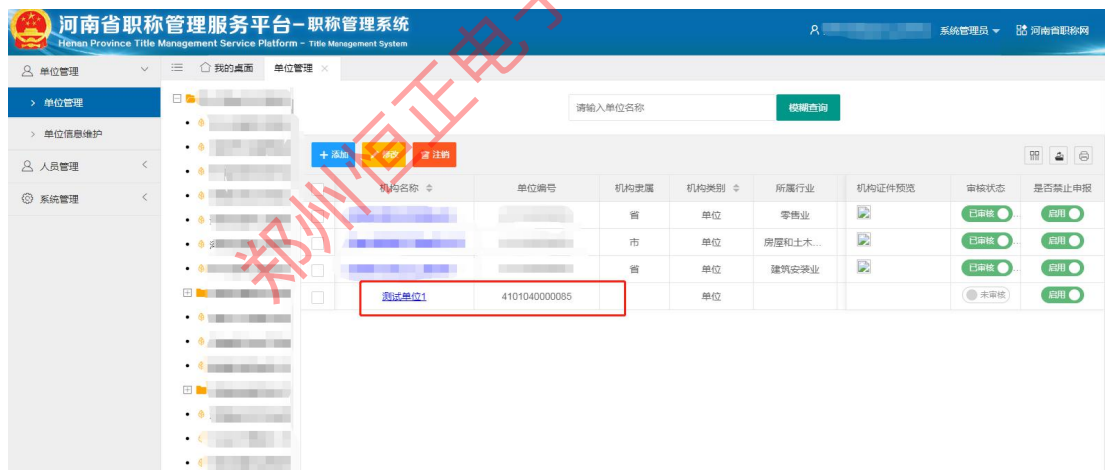 河南省职称管理服务平台-职称管理系统
Henan Province Title Management Service Platform - Title Management System
系统管理员
河南省职称网
单位管理
我的桌面
单位管理
单位管理
请输入单位名称
模糊查询
单位信息维护
+ 添加
修改
注销
人员管理
系统管理
机构名称 单位编号 机构隶属 机构类别 所属行业 机构证件预览 审核状态 是否禁止申报
省 单位 零售业 已审核 启用
市 单位 房屋和土木... 已审核 启用
省 单位 建筑安装业 已审核 启用
测试单位1 4101040000085 单位 未审核 启用
郑州恒正电子